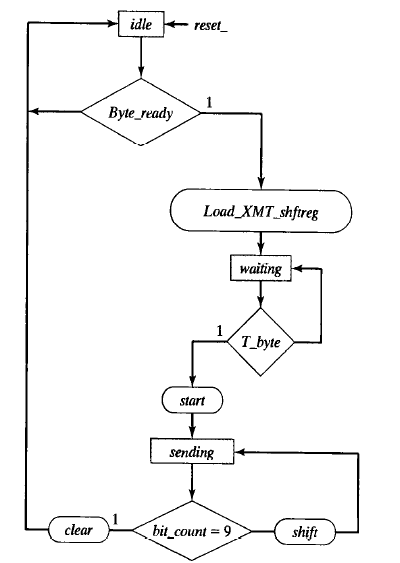 idle
reset_
Byte_ready
1
Load_XMT_shftreg
waiting
1
T_byte
start
sending
clear
1
bit_count = 9
shift